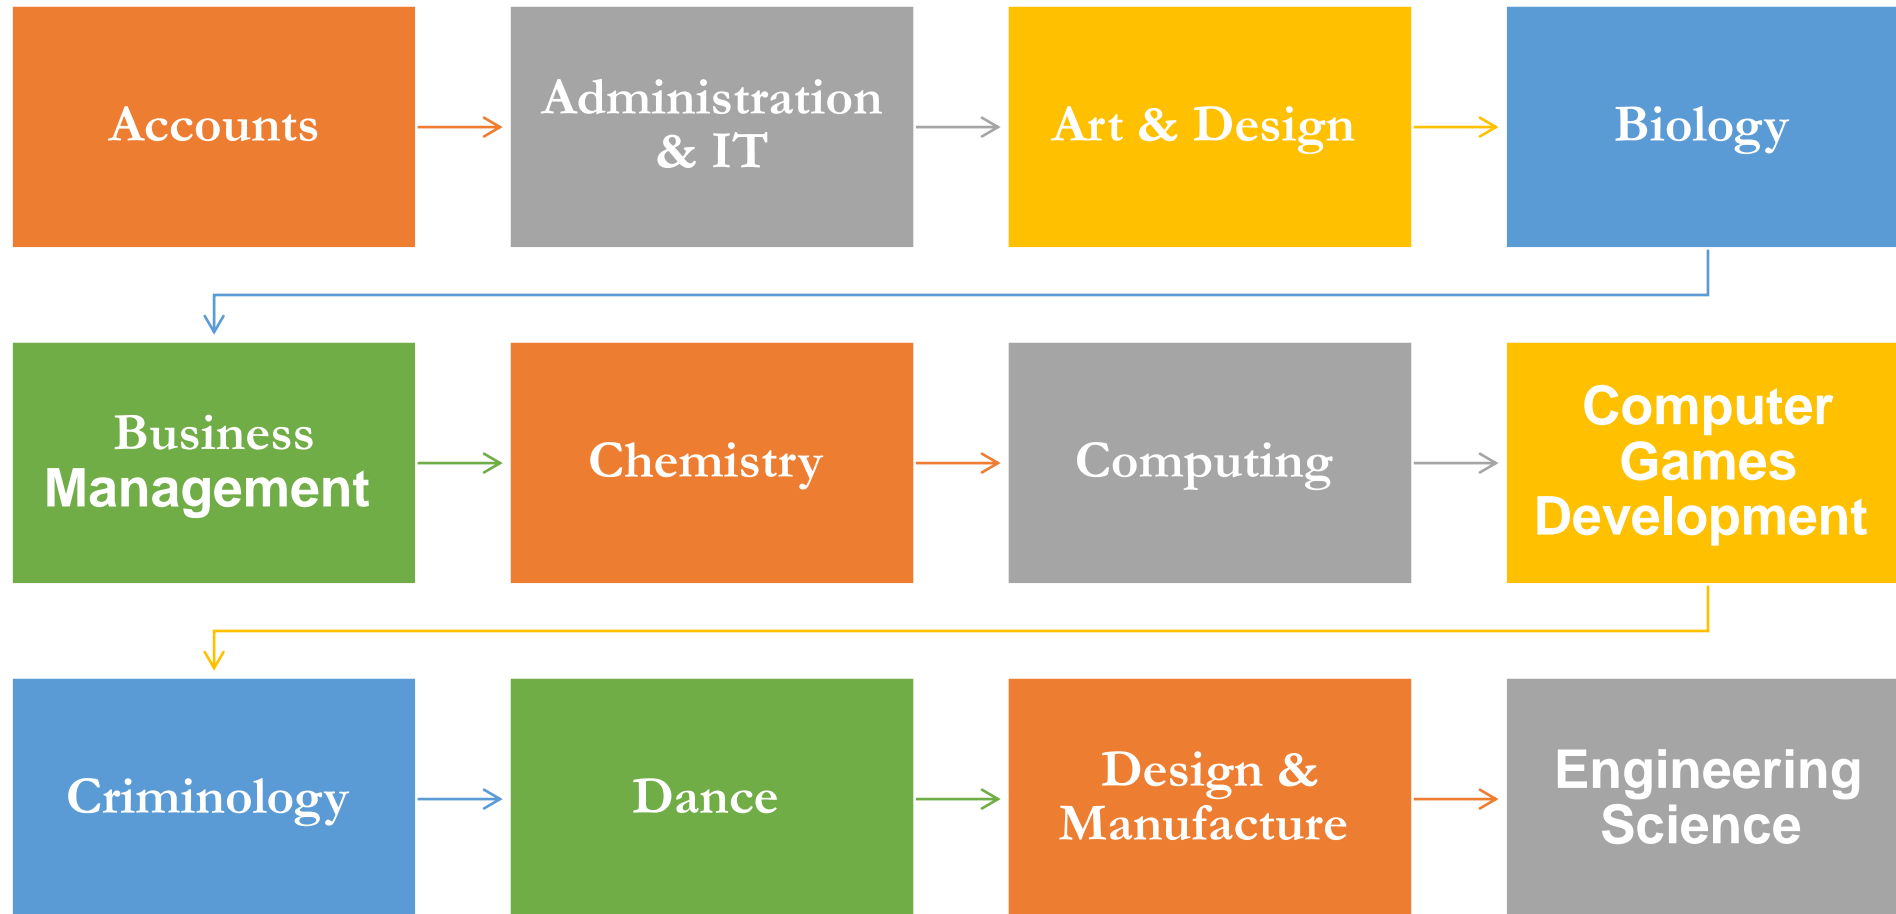 Accounts
Administration
& IT
Art & Design
Biology
Business
Management
Chemistry
Computing
Computer
Games
Development
Criminology
Dance
Design &
Manufacture
Engineering
Science